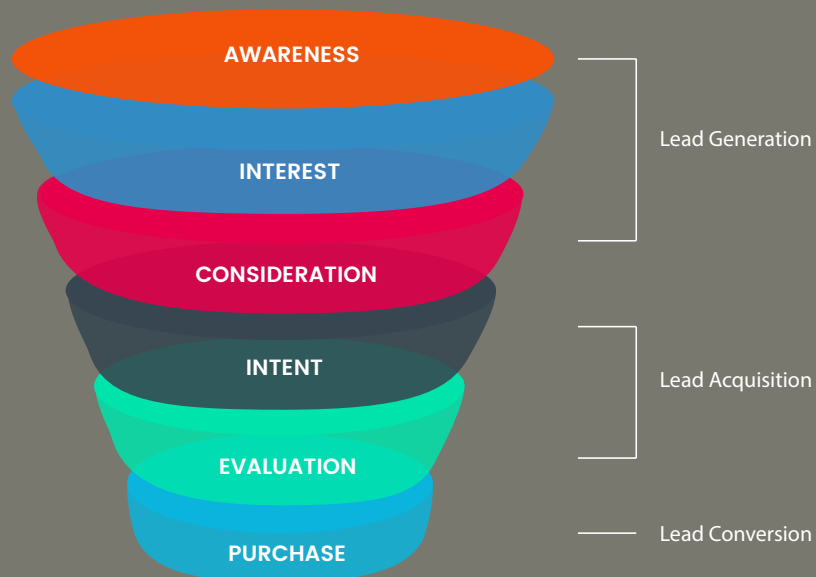 AWARENESS
INTEREST
CONSIDERATION
INTENT
EVALUATION
PURCHASE
Lead Generation
Lead Acquisition
Lead Conversion